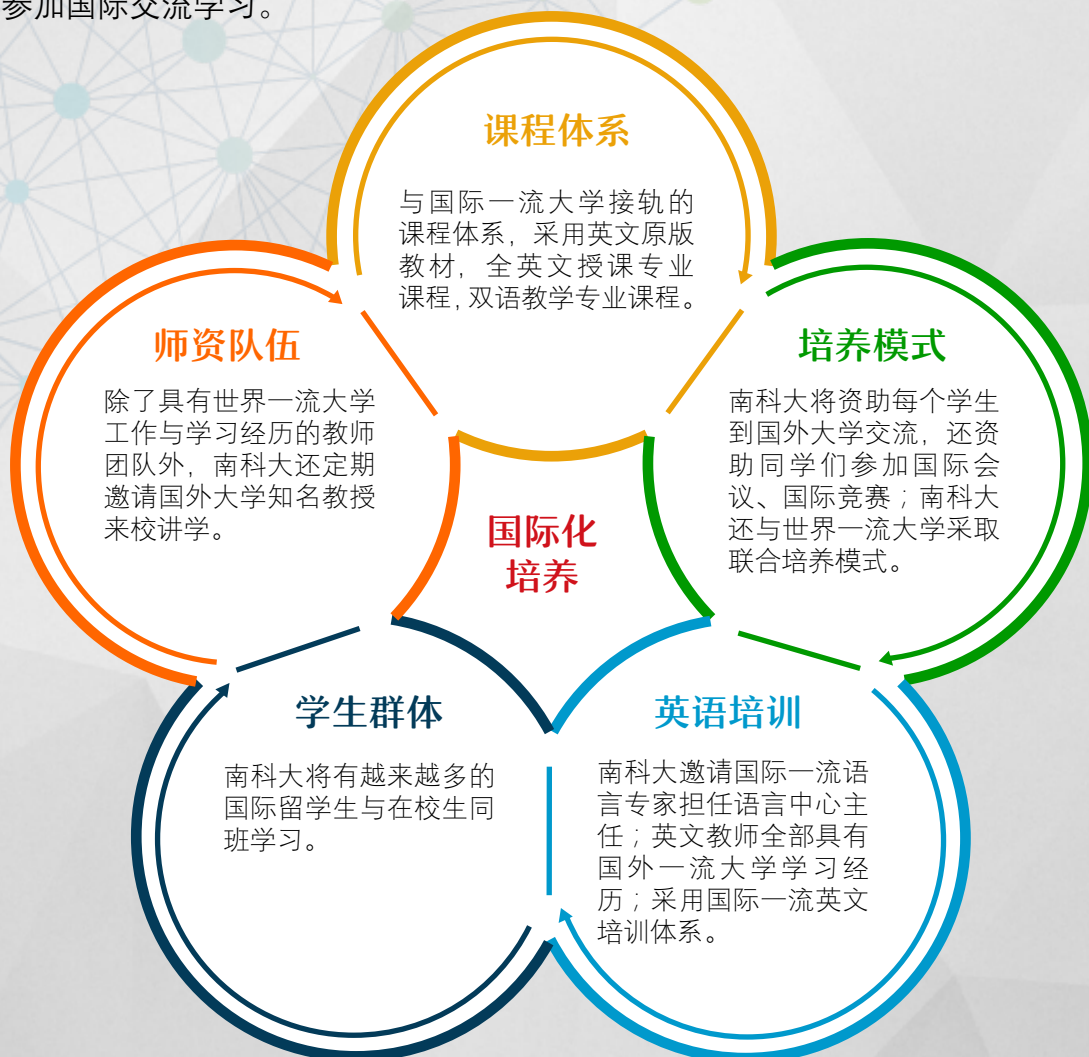 参加国际交流学习。
课程体系
与国际一流大学接轨的
课程体系，采用英文原版
教材，全英文授课专业
课程，双语教学专业课程。
师资队伍
除了具有世界一流大学
工作与学习经历的教师
团队外，南科大还定期
邀请国外大学知名教授
来校讲学。
培养模式
南科大将资助每个学生
到国外大学交流，还资
助同学们参加国际会
议、国际竞赛；南科大
还与世界一流大学采取
联合培养模式。
国际化
培养
学生群体
南科大将有越来越多的
国际留学生与在校生同
班学习。
英语培训
南科大邀请国际一流语
言专家担任语言中心主
任；英文教师全部具有
国外一流大学学习经
历；采用国际一流英文
培训体系。